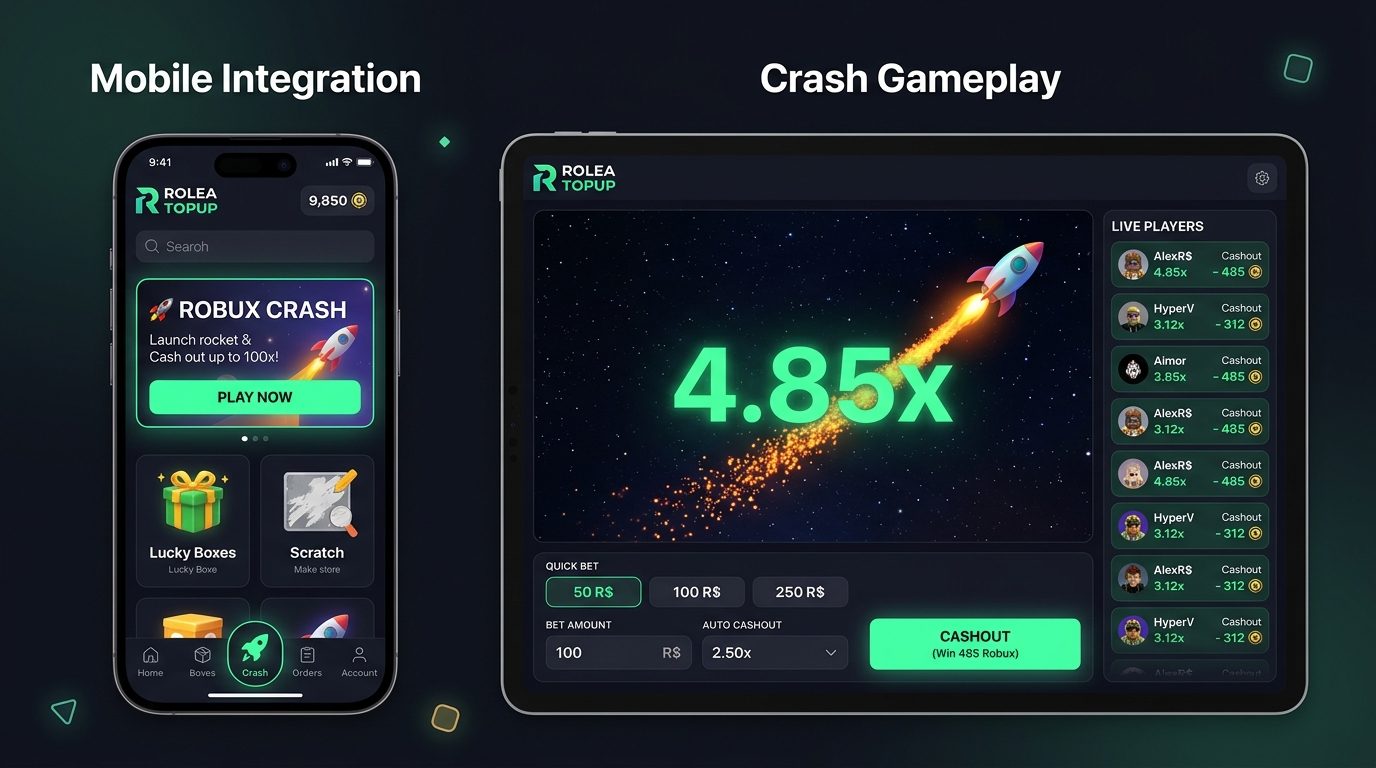 Mobile Integration
Crash Gameplay
9:41
ROLEA
TOPUP
9,850
Search
ROBUX CRASH
Launch rocket &
Cash out up to 100x!
PLAY NOW
Lucky Boxes
Lucky Boxe
Scratch
Make store
Home
Boves
Crash
Orders
Account
ROLEA
TOPUP
4.85x
QUICK BET
50 R$
100 R$
250 R$
BET AMOUNT
AUTO CASHOUT
100 R$
2.50x
CASHOUT
(Win 48S Robux)
LIVE PLAYERS
AlexR$ Cashout
4.85x - 485
HyperV Cashout
3.12x - 312
Aimor Cashout
3.85x - 485
AlexR$ Cashout
3.12x - 485
AlexR$ Cashout
4.85x - 485
HyperV Cashout
3.12x - 312
AlexR$ Cashout
3.12x - 312
HyperV Cashout
3.12x - 312
AlexR$ Cashout